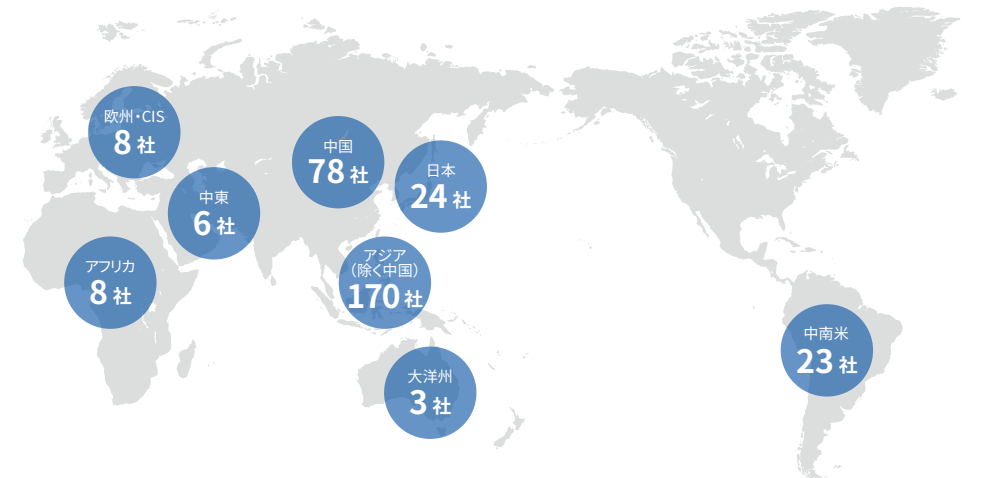 欧州・CIS
8 社
中東
6 社
アフリカ
8 社
中国
78 社
日本
24 社
アジア
（除く中国）
170 社
大洋州
3 社
中南米
23 社